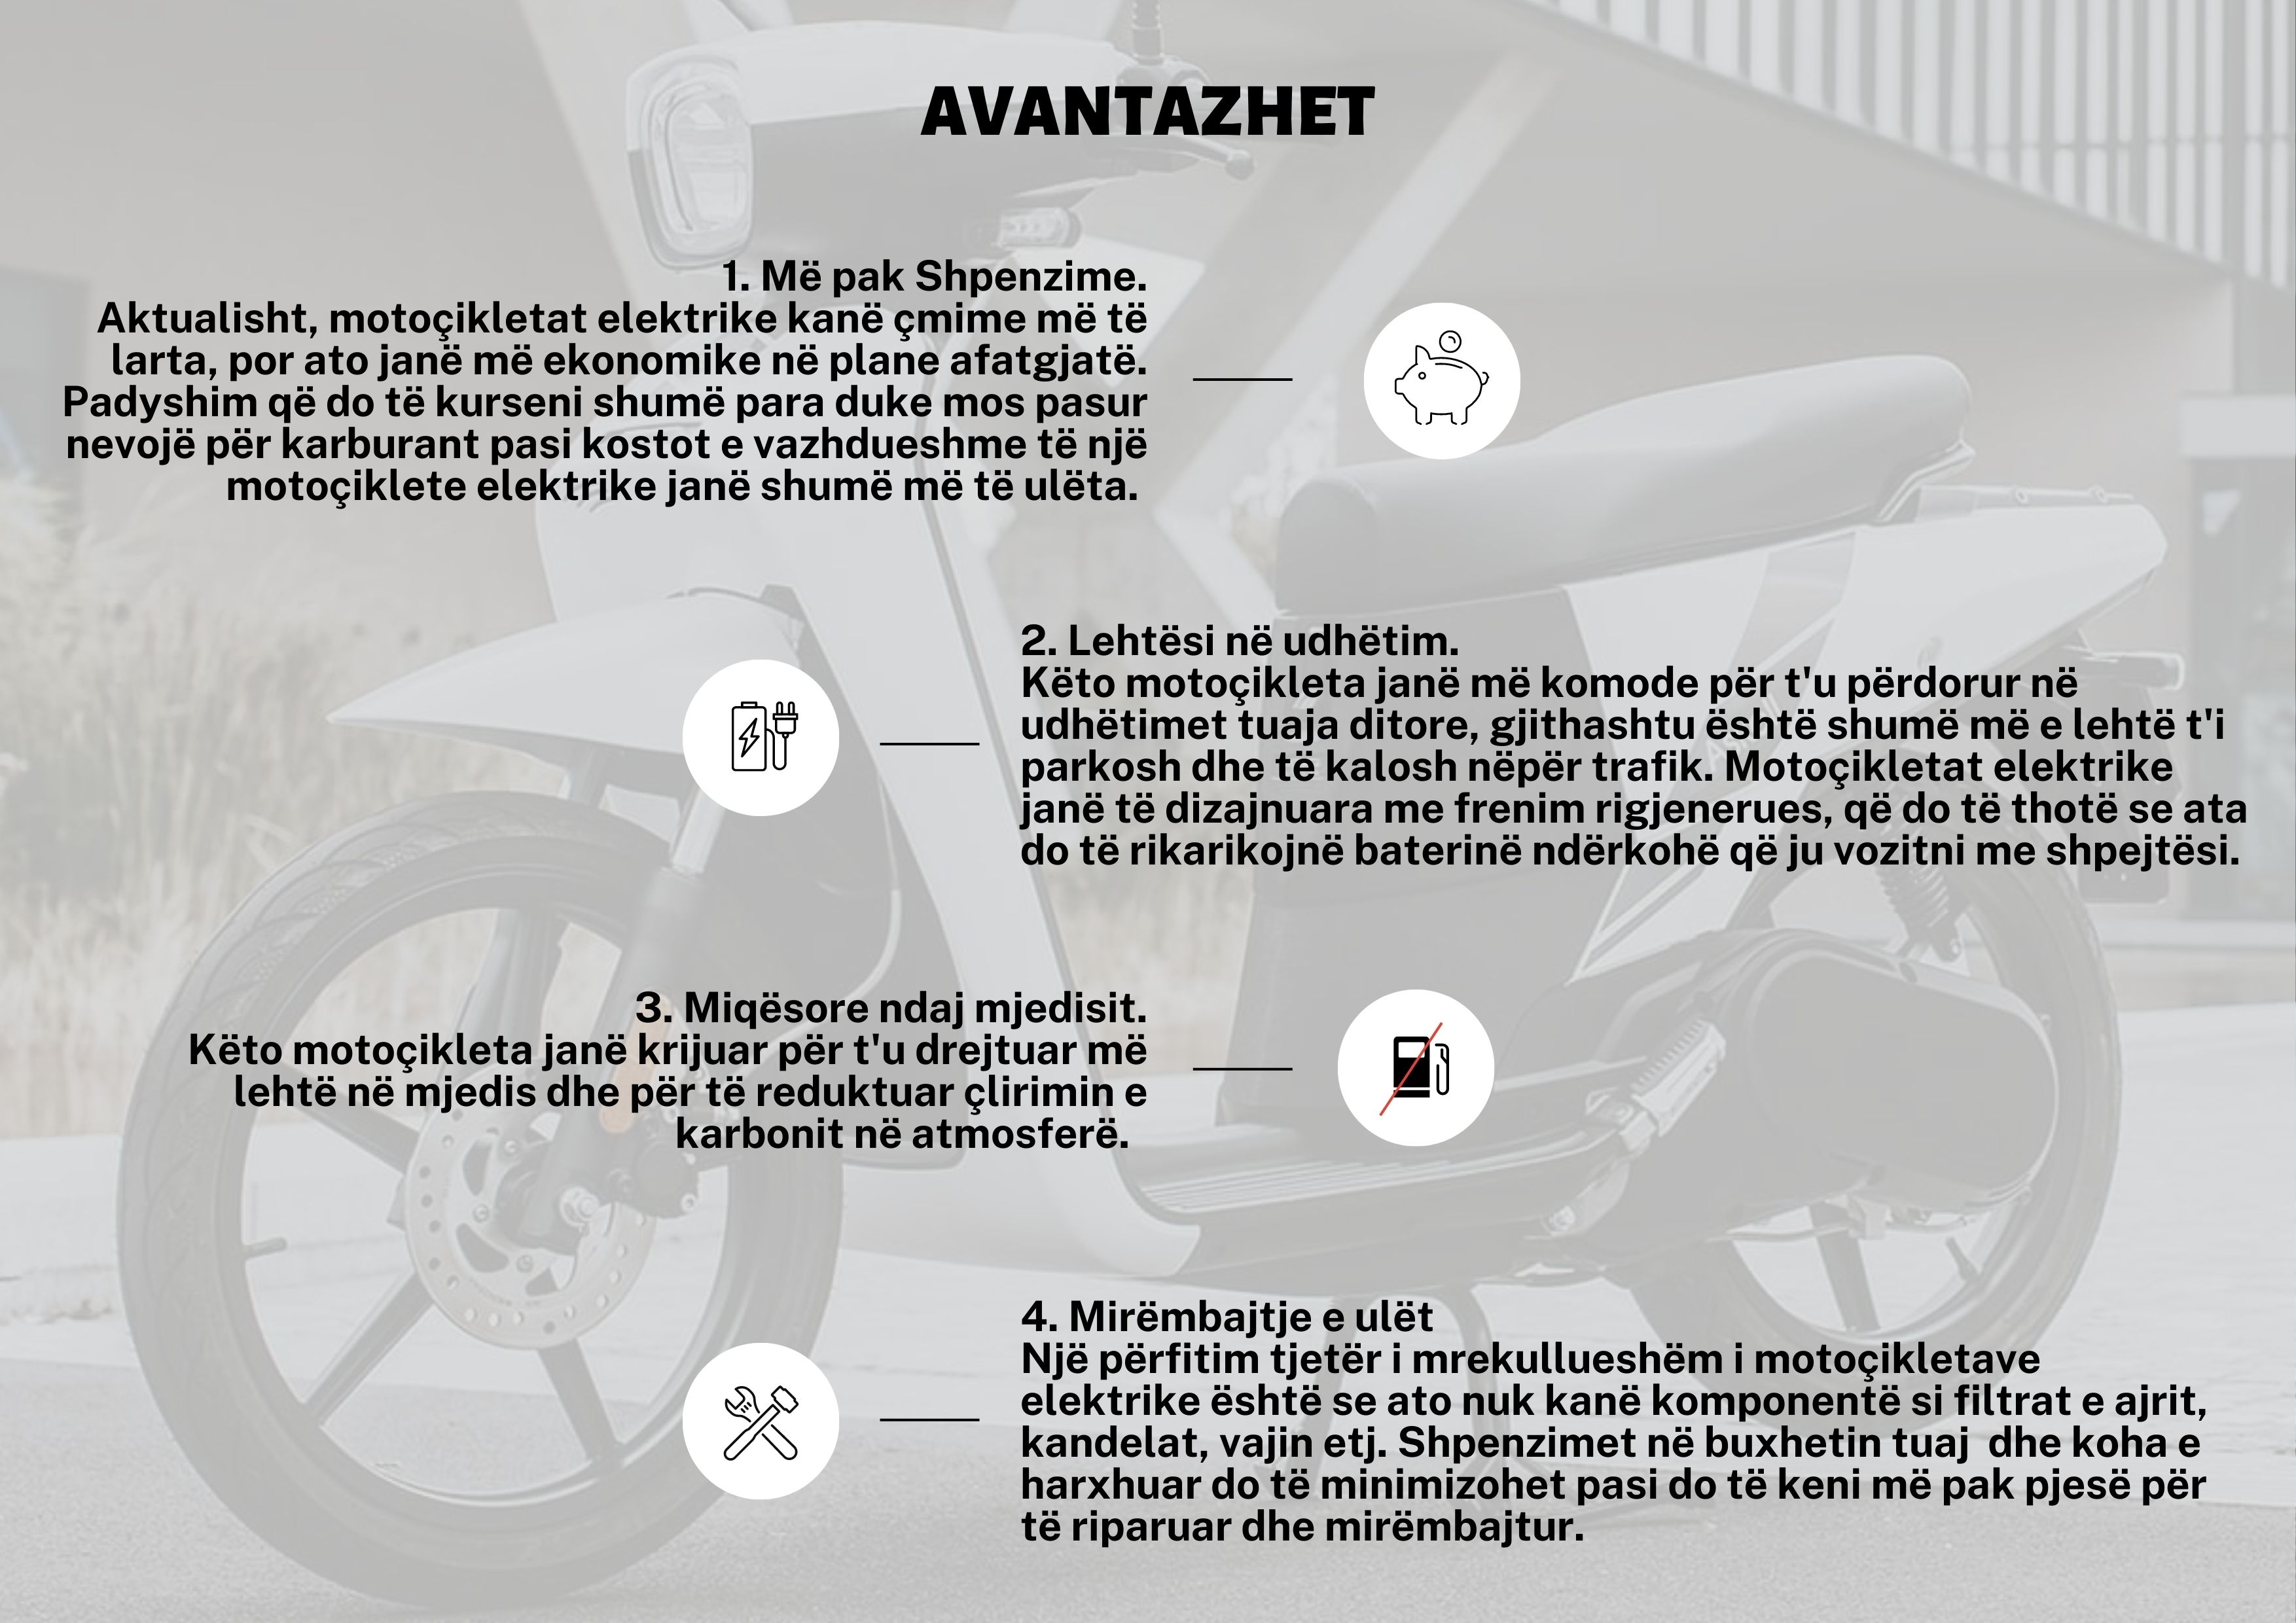 AVANTAZHET
1. Më pak Shpenzime.
Aktualisht, motoçikletat elektrike kanë çmime më të
larta, por ato janë më ekonomike në plane afatgjatë.
Padyshim që do të kurseni shumë para duke mos pasur
nevojë për karburant pasi kostot e vazhdueshme të një
motoçiklete elektrike janë shumë më të ulëta.
2. Lehtësi në udhëtim.
Këto motoçikleta janë më komode për t'u përdorur në
udhëtimet tuaja ditore, gjithashtu është shumë më e lehtë t'i
parkosh dhe të kalosh nëpër trafik. Motoçikletat elektrike
janë të dizajnuara me frenim rigjenerues, që do të thotë se ata
do të rikarikojnë baterinë ndërkohë që ju vozitni me shpejtësi.
3. Miqësore ndaj mjedisit.
Këto motoçikleta janë krijuar për t'u drejtuar më
lehtë në mjedis dhe për të reduktuar çlirimin e
karbonit në atmosferë.
4. Mirëmbajtje e ulët
Një përfitim tjetër i mrekullueshëm i motoçikletave
elektrike është se ato nuk kanë komponentë si filtrat e ajrit,
kandelat, vajin etj. Shpenzimet në buxhetin tuaj  dhe koha e
harxhuar do të minimizohet pasi do të keni më pak pjesë për
të riparuar dhe mirëmbajtur.